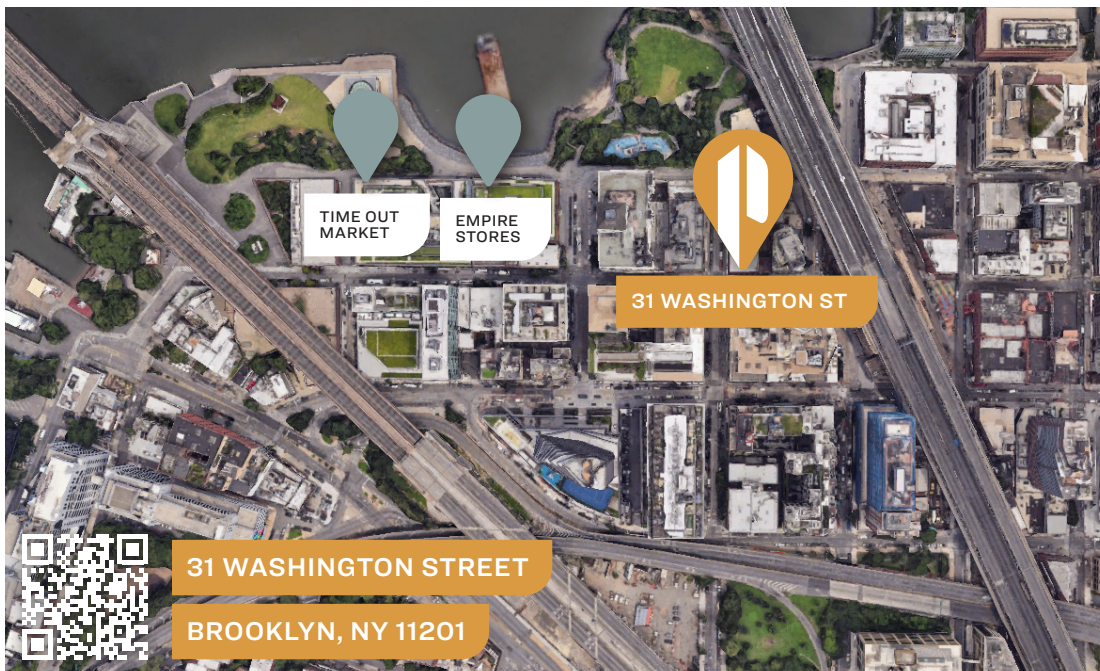 TIME OUT
MARKET
EMPIRE
STORES
31 WASHINGTON ST
31 WASHINGTON STREET
BROOKLYN, NY 11201